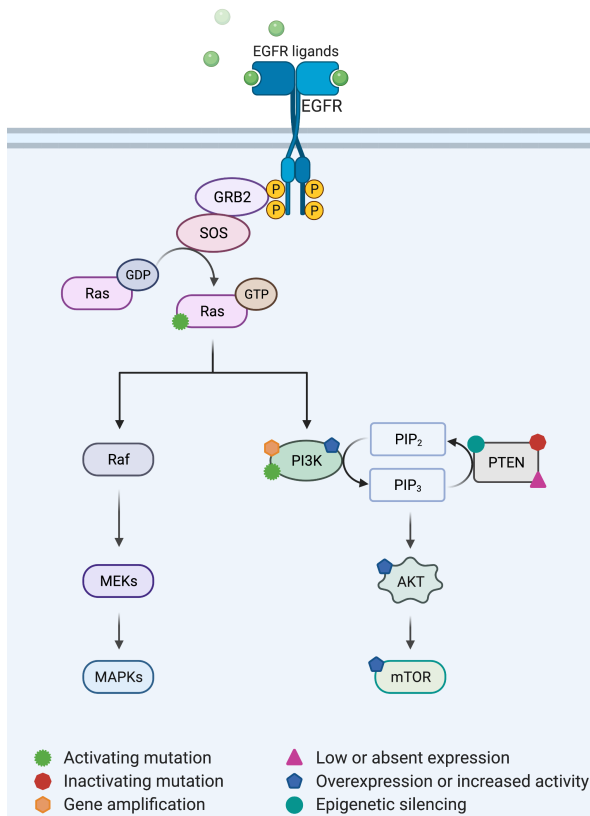 EGFR ligands
EGFR
P
P
P
P
GRB2
SOS
GDP
Ras
GTP
Ras
Raf
PI3K
PIP₂
PIP₃
PTEN
MEKs
AKT
MAPKs
mTOR
Activating mutation
Inactivating mutation
Gene amplification
Low or absent expression
Overexpression or increased activity
Epigenetic silencing